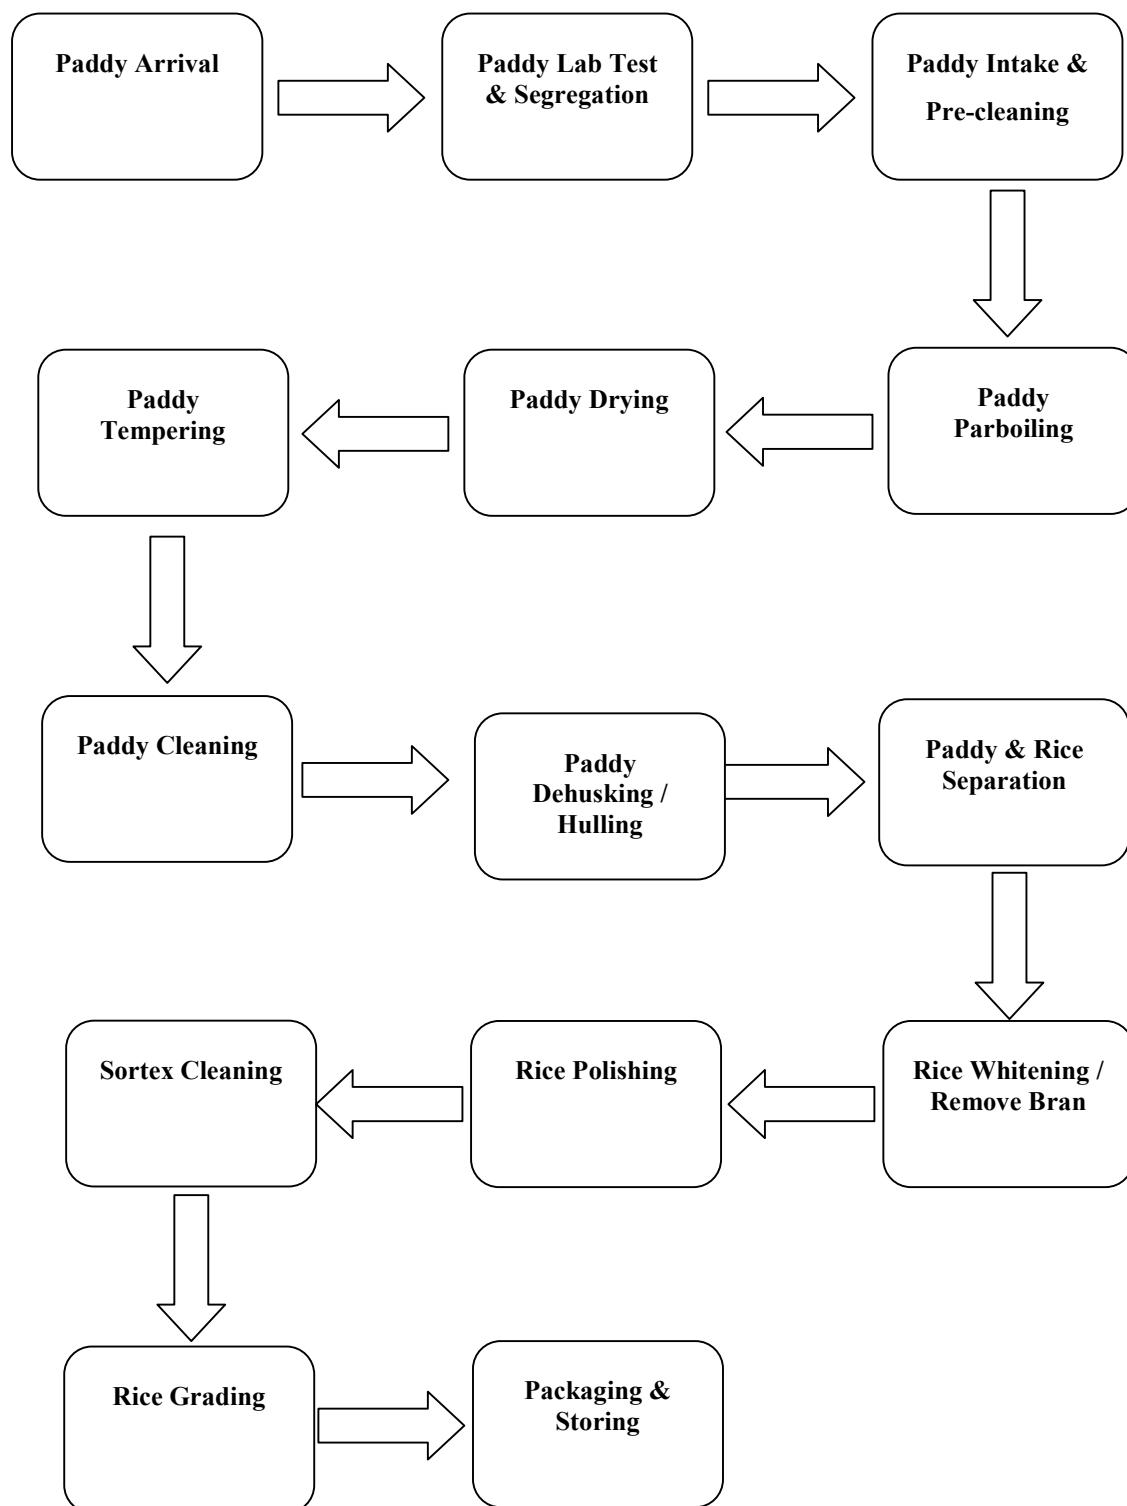 Paddy Arrival
Paddy Lab Test
& Segregation
Paddy Intake &
Pre-cleaning
Paddy
Parboiling
Paddy Drying
Paddy
Tempering
Paddy Cleaning
Paddy
Dehusking /
Hulling
Paddy & Rice
Separation
Rice Whitening /
Remove Bran
Rice Polishing
Sortex Cleaning
Rice Grading
Packaging &
Storing